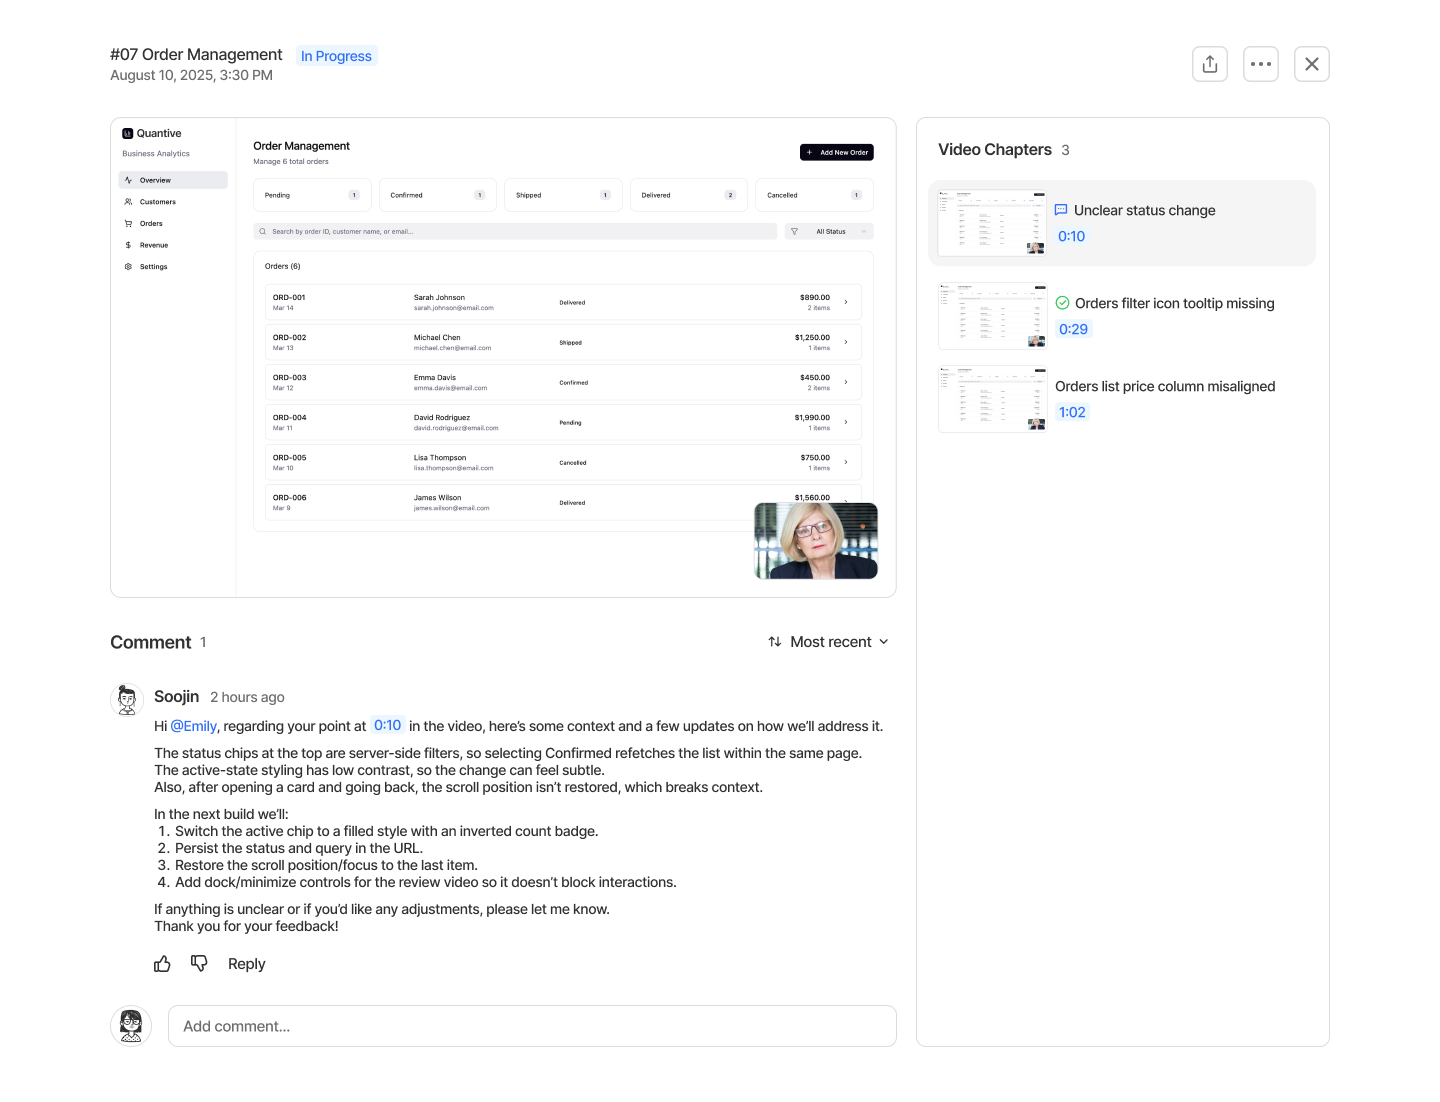 #07 Order Management In Progress
August 10, 2025, 3:30 PM
Quantive
Business Analytics
Overview
Customers
Orders
Revenue
Settings
Order Management
Manage 6 total orders
+ Add New Order
Pending 1
Confirmed 1
Shipped 1
Delivered 2
Cancelled 1
Search by order ID, customer name, or email...
All Status
Orders (6)
ORD-001 Sarah Johnson Delivered $890.00
Mar 14 sarah.johnson@email.com 2 items
ORD-002 Michael Chen Shipped $1,250.00
Mar 13 michael.chen@email.com 1 items
ORD-003 Emma Davis Confirmed $450.00
Mar 12 emma.davis@email.com 2 items
ORD-004 David Rodriguez Pending $1,990.00
Mar 11 david.rodriguez@email.com 1 items
ORD-005 Lisa Thompson Cancelled $750.00
Mar 10 lisa.thompson@email.com 1 items
ORD-006 James Wilson Delivered $1,560.00
Mar 9 james.wilson@email.com
Video Chapters 3
Unclear status change
0:10
Orders filter icon tooltip missing
0:29
Orders list price column misaligned
1:02
Comment 1
Most recent
Soojin 2 hours ago
Hi @Emily, regarding your point at 0:10 in the video, here’s some context and a few updates on how we’ll address it.
The status chips at the top are server-side filters, so selecting Confirmed refetches the list within the same page.
The active-state styling has low contrast, so the change can feel subtle.
Also, after opening a card and going back, the scroll position isn’t restored, which breaks context.
In the next build we’ll:
1. Switch the active chip to a filled style with an inverted count badge.
2. Persist the status and query in the URL.
3. Restore the scroll position/focus to the last item.
4. Add dock/minimize controls for the review video so it doesn’t block interactions.
If anything is unclear or if you’d like any adjustments, please let me know.
Thank you for your feedback!
Reply
Add comment...